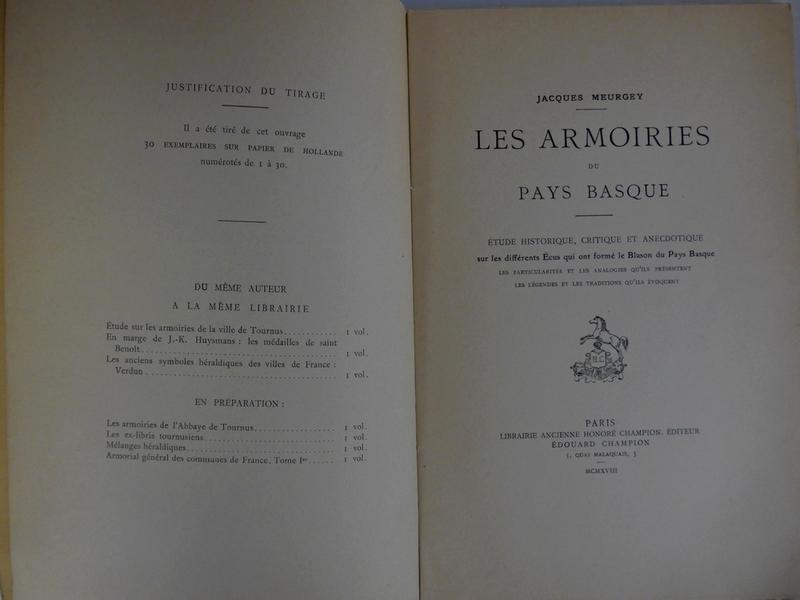 JUSTIFICATION DU TIRAGE
Il a été tiré de cet ouvrage
30 EXEMPLAIRES SUR PAPIER DE HOLLANDE
numérotés de 1 à 30.
DU MÊME AUTEUR
A LA MÊME LIBRAIRIE
Étude sur les armoiries de la ville de Tournus............ 1 vol.
En marge de J.-K. Huysmans : les médailles de saint
Benoît............ 1 vol.
Les anciens symboles héraldiques des villes de France :
Verdun............ 1 vol.
EN PRÉPARATION :
Les armoiries de l'Abbaye de Tournus............ 1 vol.
Les ex-libris tournusiens............ 1 vol.
Mélanges héraldiques............ 1 vol.
Armorial général des communes de France. Tome Ier...... 1 vol.
JACQUES MEURGEY
LES ARMOIRIES
DU
PAYS BASQUE
ÉTUDE HISTORIQUE, CRITIQUE ET ANECDOTIQUE
sur les différents Écus qui ont formé le Blason du Pays Basque
LES PARTICULARITÉS ET LES ANALOGIES QU'ILS PRÉSENTENT
LES LÉGENDES ET LES TRADITIONS QU'ILS ÉVOQUENT
H.C.
PARIS
LIBRAIRIE ANCIENNE HONORÉ CHAMPION, ÉDITEUR
ÉDOUARD CHAMPION
5, QUAI MALAQUAIS, 5
MCMXVIII